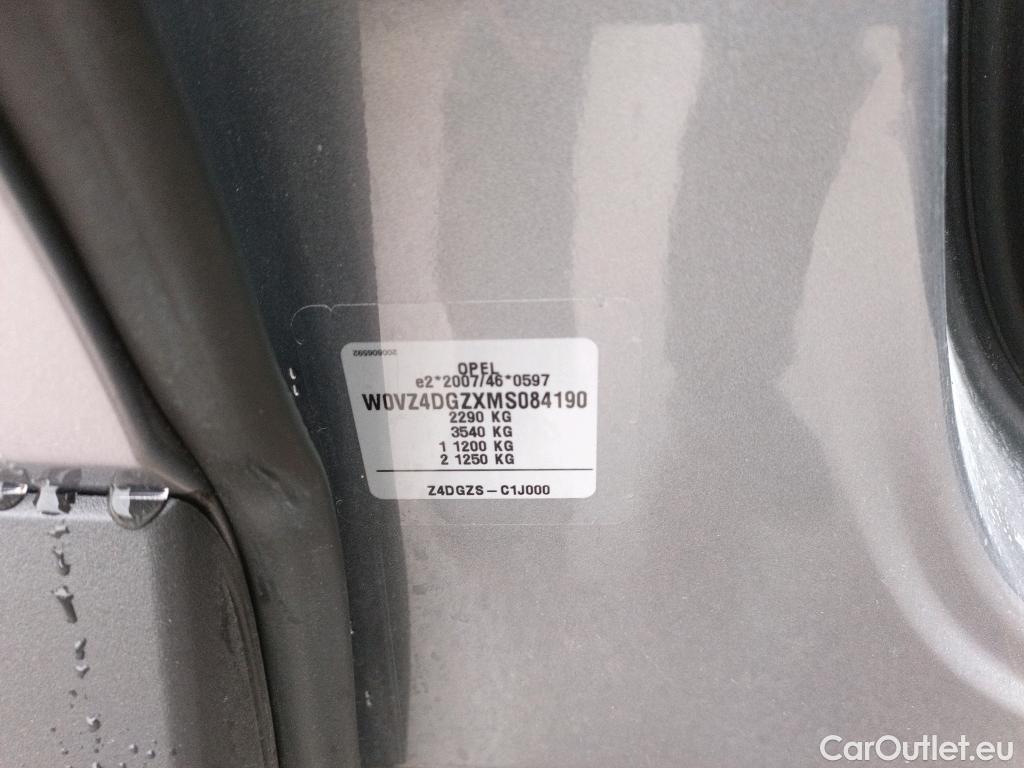 200606592
OPEL
e2*2007/46*0597
W0VZ4DGZXMS084190
2290 KG
3540 KG
1 1200 KG
2 1250 KG
Z4DGZS-C1J000
CarOutlet.eu